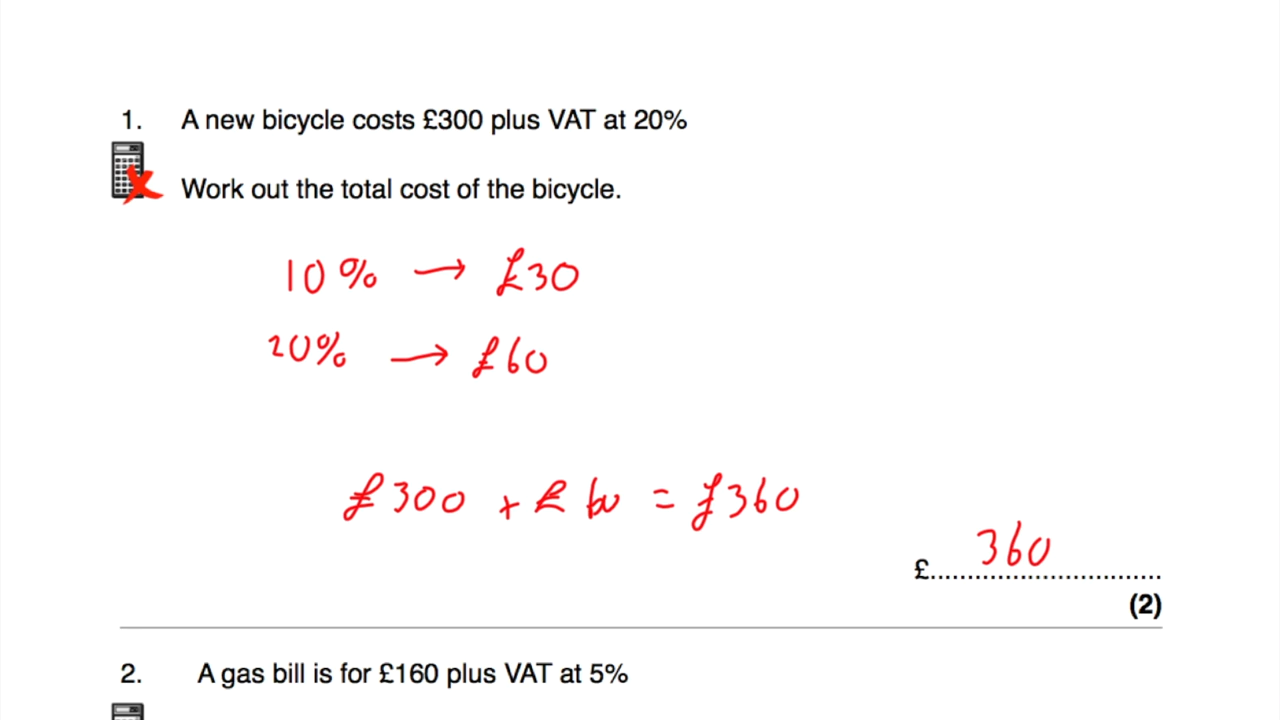 1. A new bicycle costs £300 plus VAT at 20%
Work out the total cost of the bicycle.
10% → £30
20% → £60
£300 + £60 = £360
£ 360
(2)
2. A gas bill is for £160 plus VAT at 5%